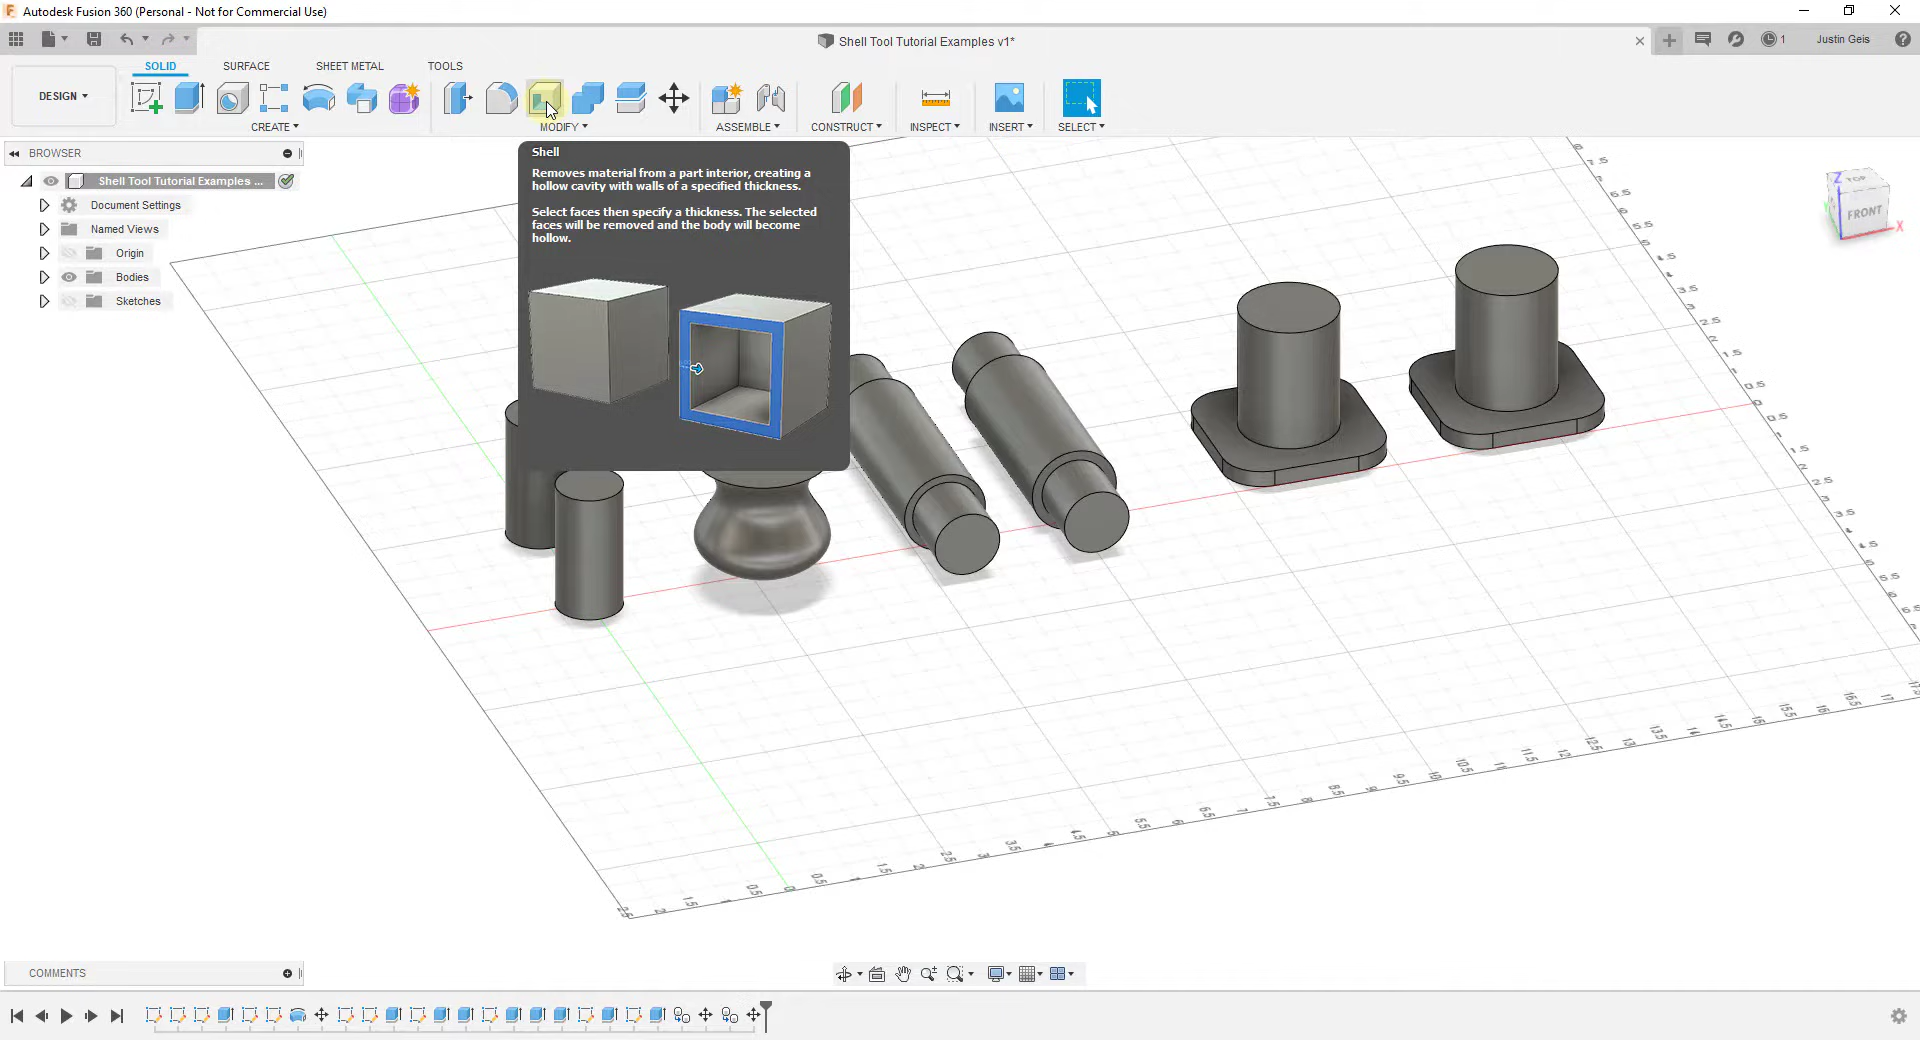 Autodesk Fusion 360 (Personal - Not for Commercial Use)
Shell Tool Tutorial Examples v1*
1
Justin Geis
DESIGN
SOLID
SURFACE
SHEET METAL
TOOLS
CREATE
MODIFY
ASSEMBLE
CONSTRUCT
INSPECT
INSERT
SELECT
BROWSER
Shell Tool Tutorial Examples ...
Document Settings
Named Views
Origin
Bodies
Sketches
Shell
Removes material from a part interior, creating a
hollow cavity with walls of a specified thickness.
Select faces then specify a thickness. The selected
faces will be removed and the body will become
hollow.
Z
TOP
FRONT
X
COMMENTS